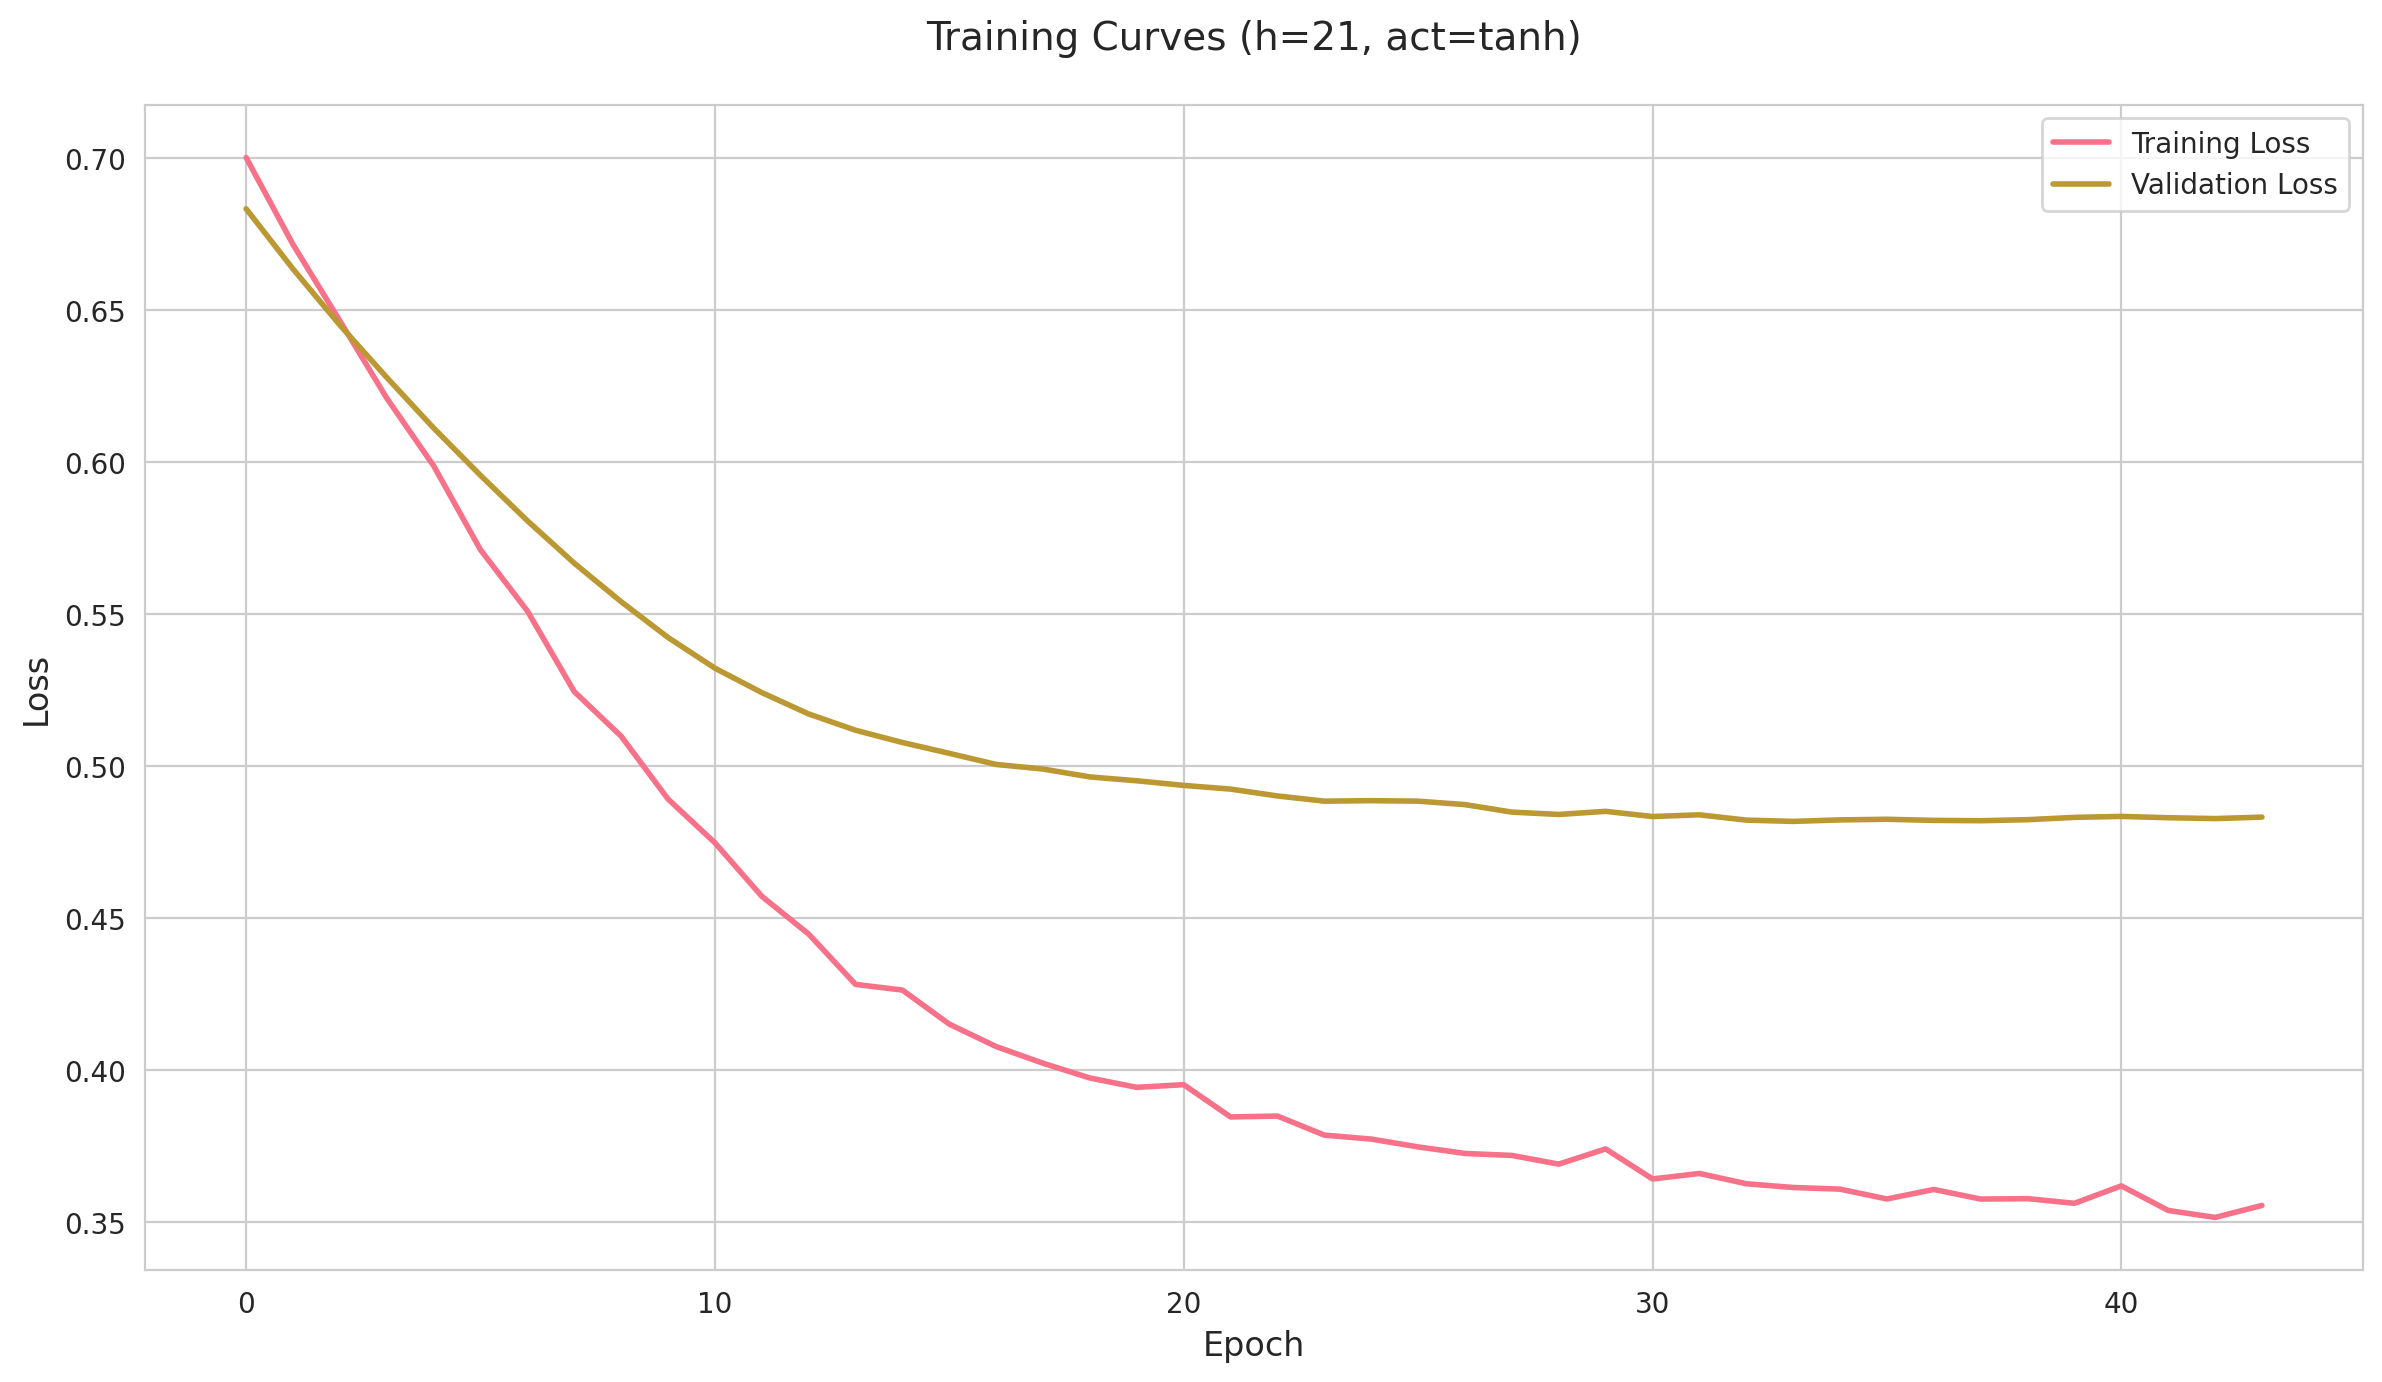 Training Curves (h=21, act=tanh)
Training Loss
Validation Loss
0.70
0.65
0.60
0.55
0.50
0.45
0.40
0.35
Loss
0 10 20 30 40
Epoch